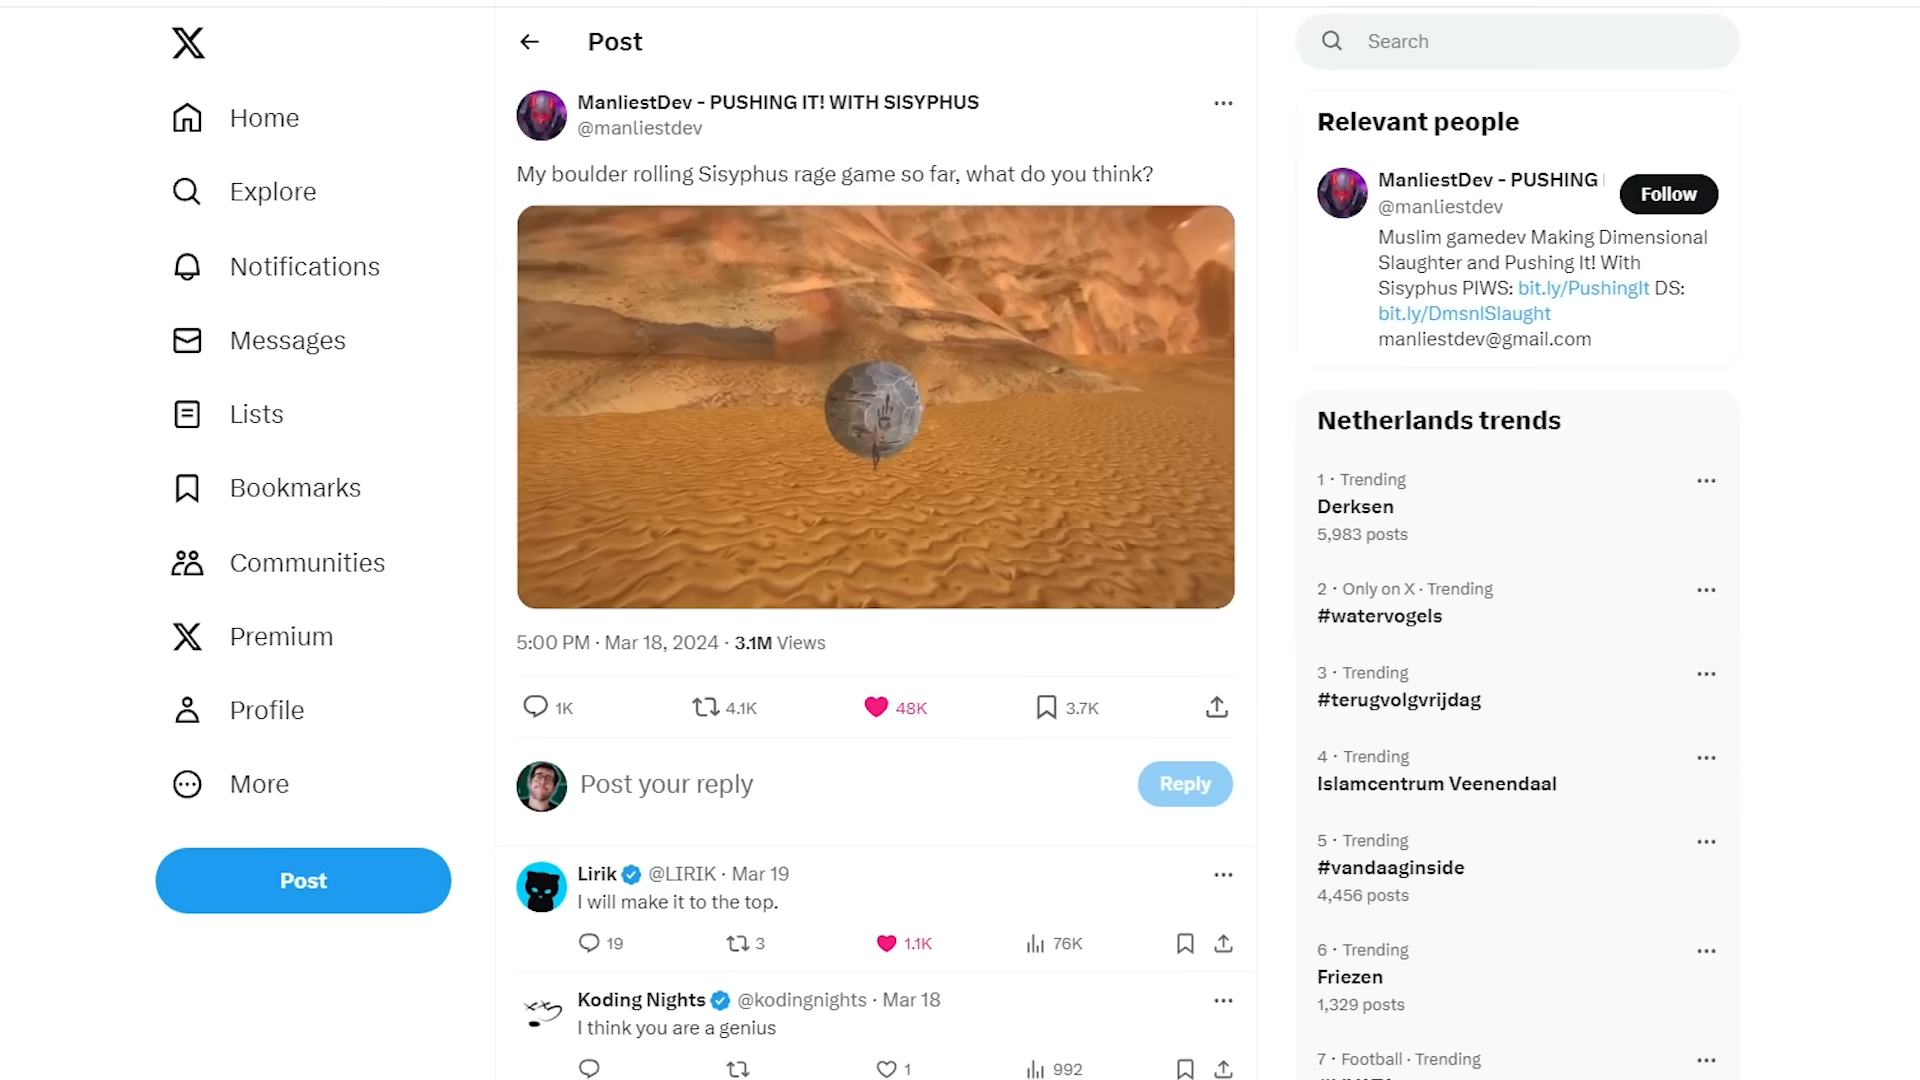 Home
Explore
Notifications
Messages
Lists
Bookmarks
Communities
Premium
Profile
More
Post
Post
ManliestDev - PUSHING IT! WITH SISYPHUS
@manliestdev
My boulder rolling Sisyphus rage game so far, what do you think?
5:00 PM · Mar 18, 2024 · 3.1M Views
1K 4.1K 48K 3.7K
Post your reply
Reply
Lirik @LIRIK · Mar 19
I will make it to the top.
19 3 1.1K 76K
Koding Nights @kodingnights · Mar 18
I think you are a genius
1 992
Search
Relevant people
ManliestDev - PUSHING
@manliestdev
Follow
Muslim gamedev Making Dimensional
Slaughter and Pushing It! With
Sisyphus PIWS: bit.ly/PushingIt DS:
bit.ly/DmsnlSlaught
manliestdev@gmail.com
Netherlands trends
1 · Trending
Derksen
5,983 posts
2 · Only on X · Trending
#watervogels
3 · Trending
#terugvolgvrijdag
4 · Trending
Islamcentrum Veenendaal
5 · Trending
#vandaaginside
4,456 posts
6 · Trending
Friezen
1,329 posts
7 · Football · Trending